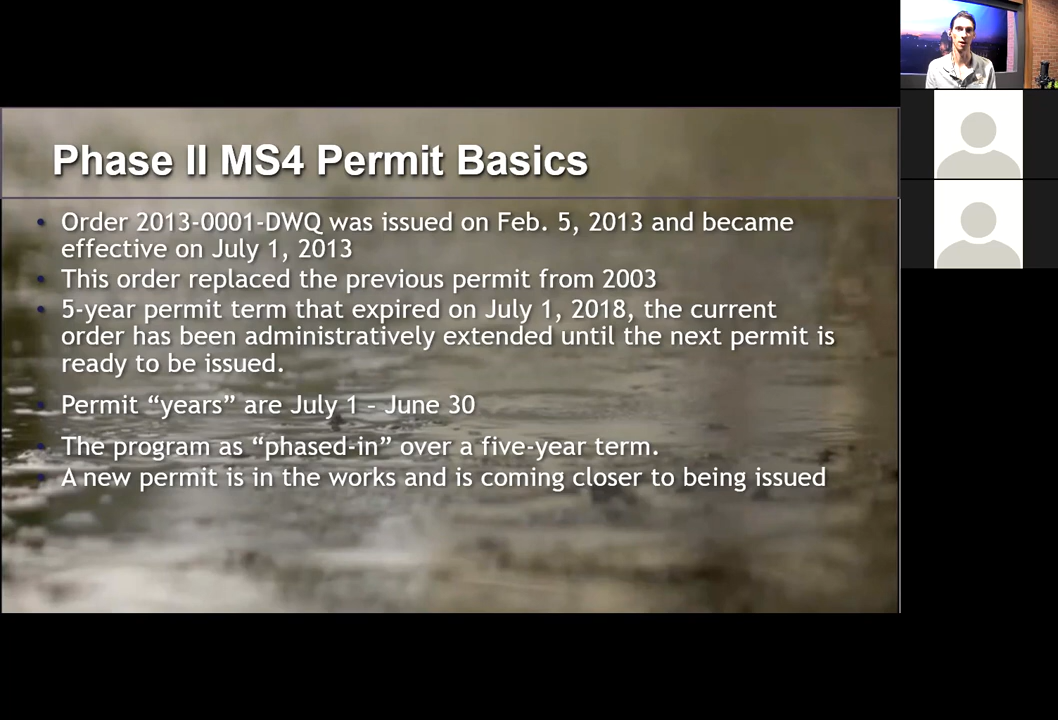 Phase II MS4 Permit Basics
• Order 2013-0001-DWQ was issued on Feb. 5, 2013 and became
effective on July 1, 2013
• This order replaced the previous permit from 2003
• 5-year permit term that expired on July 1, 2018, the current
order has been administratively extended until the next permit is
ready to be issued.
• Permit “years” are July 1 – June 30
• The program as “phased-in” over a five-year term.
• A new permit is in the works and is coming closer to being issued